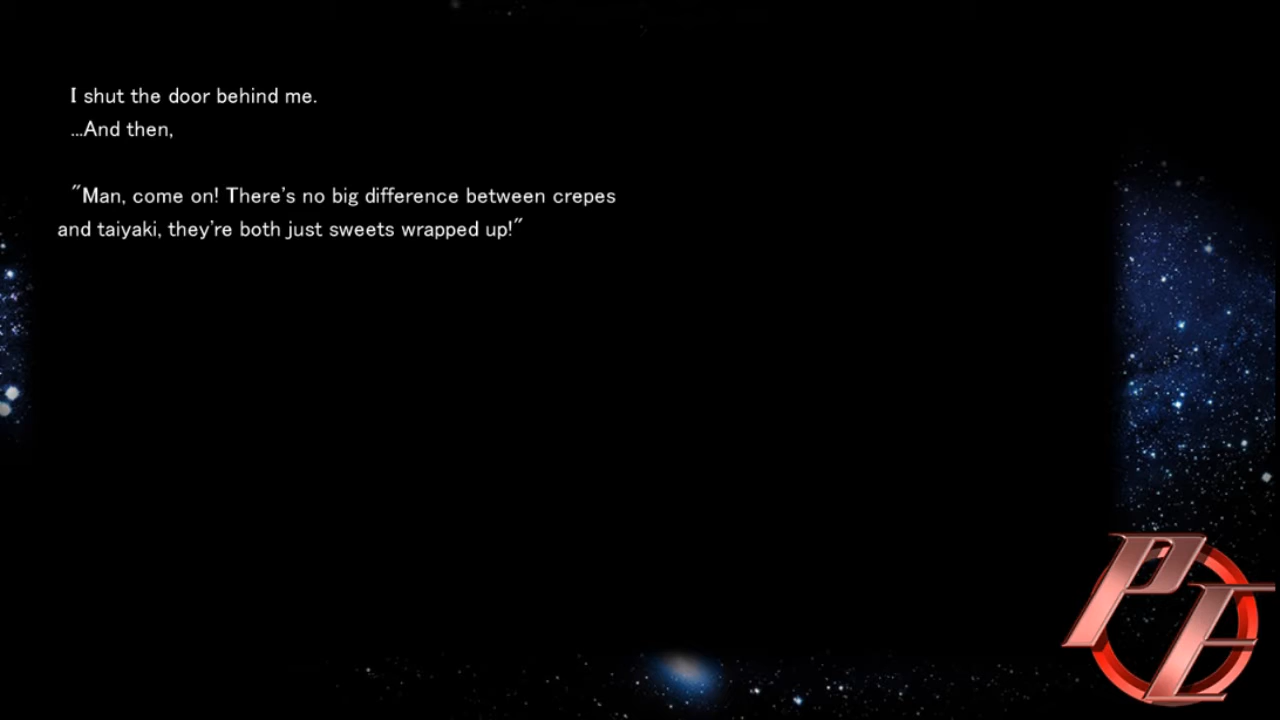 I shut the door behind me.
...And then,
"Man, come on! There's no big difference between crepes
and taiyaki, they're both just sweets wrapped up!"
PE